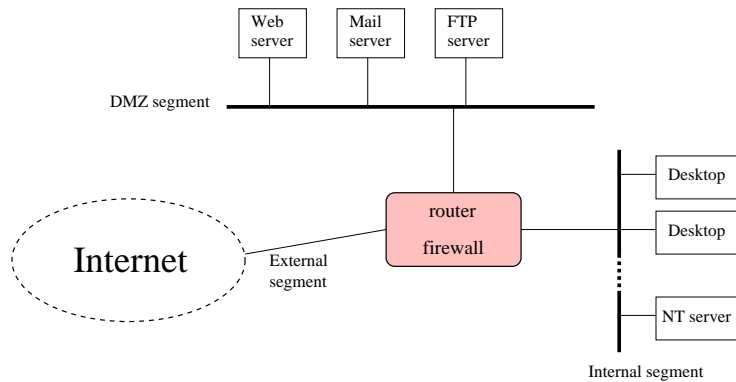 Web
server
Mail
server
FTP
server
DMZ segment
Desktop
router
firewall
Desktop
Internet
External
segment
NT server
Internal segment